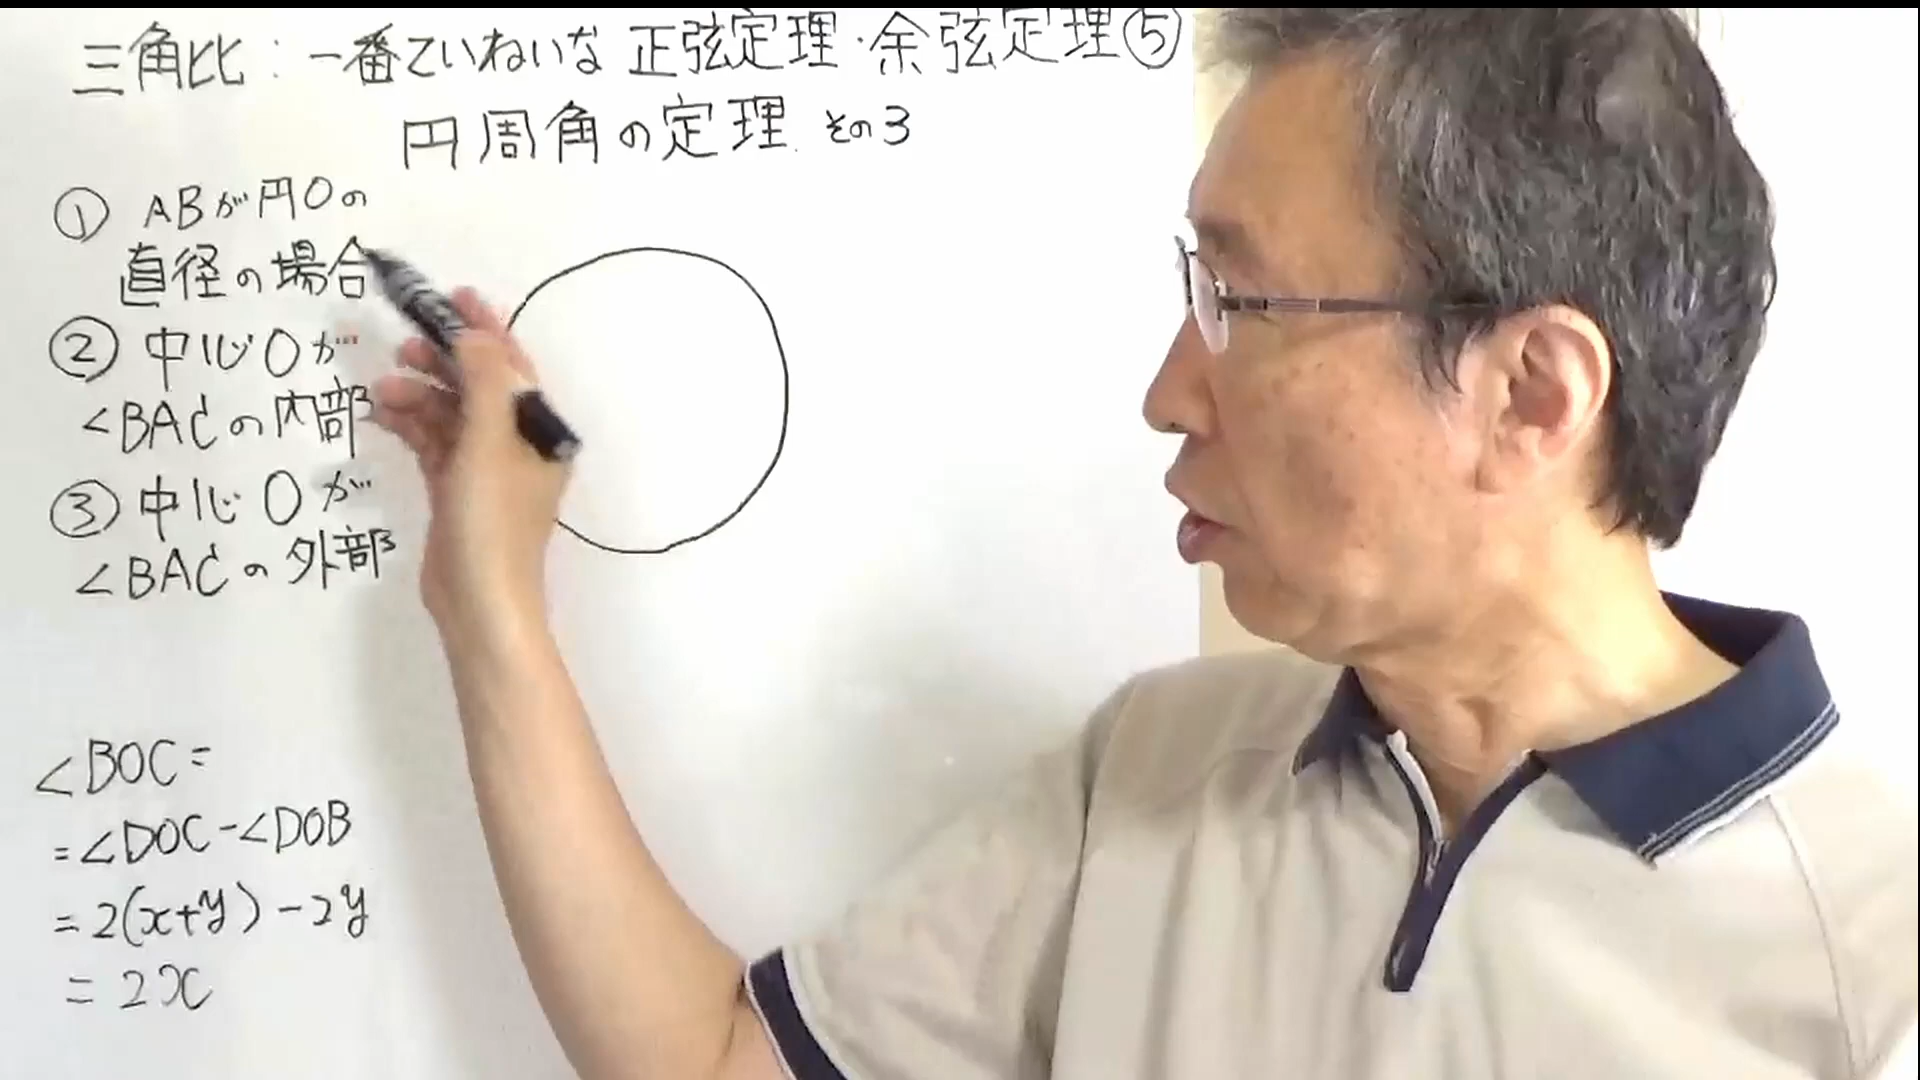 三角比：一番ていねいな 正弦定理・余弦定理⑤
円周角の定理 その3
① ABが円Oの
直径の場合
② 中心Oが
∠BACの内部
③ 中心Oが
∠BACの外部
∠BOC=
=∠DOC-∠DOB
=2(x+y)-2y
=2x